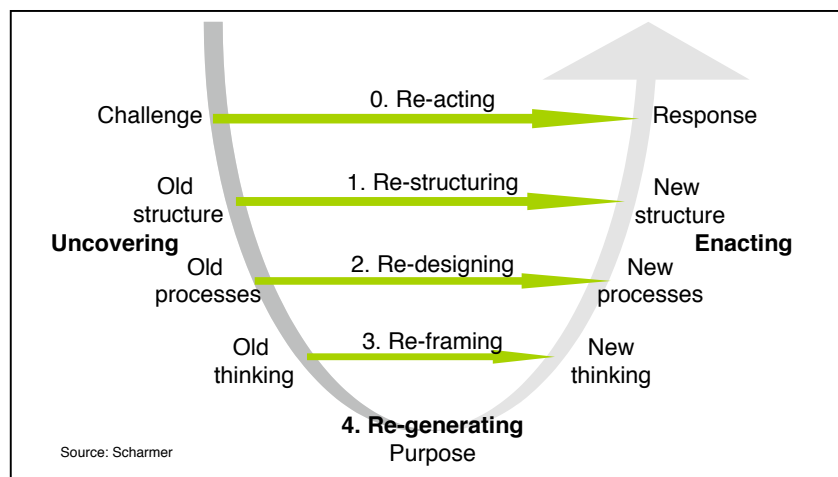 0. Re-acting
Challenge
Response
1. Re-structuring
Old
structure
New
structure
Uncovering
Enacting
2. Re-designing
Old
processes
New
processes
3. Re-framing
Old
thinking
New
thinking
4. Re-generating
Purpose
Source: Scharmer